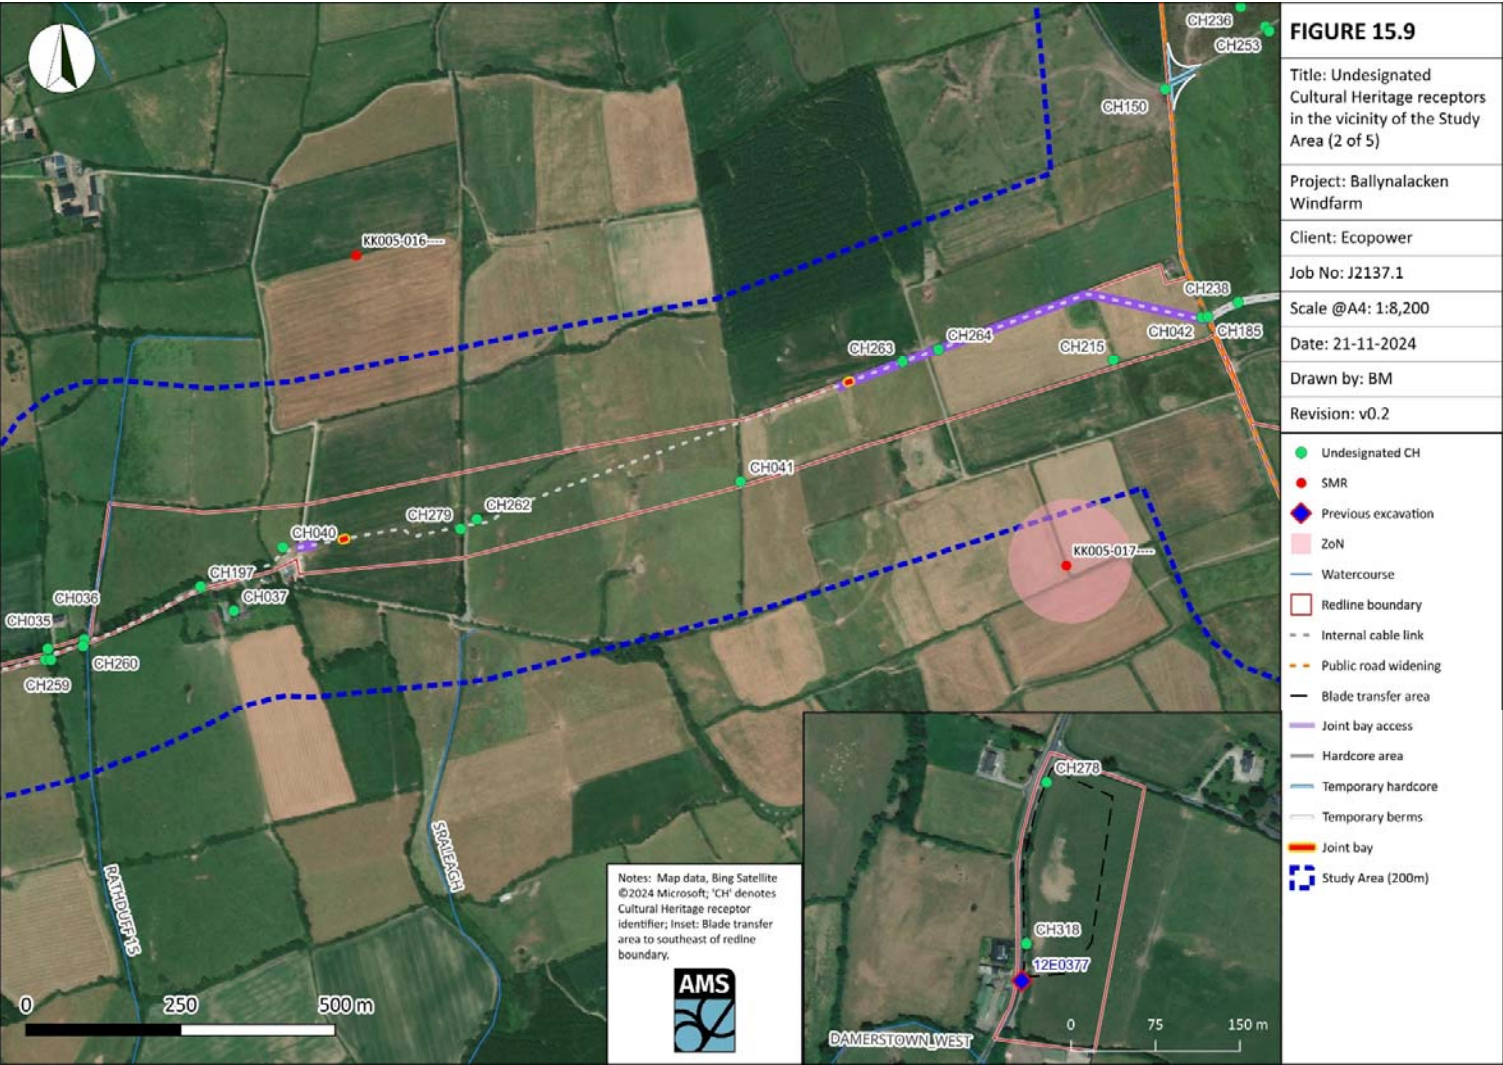 FIGURE 15.9
Title: Undesignated
Cultural Heritage receptors
in the vicinity of the Study
Area (2 of 5)
Project: Ballynalacken
Windfarm
Client: Ecopower
Job No: J2137.1
Scale @A4: 1:8,200
Date: 21-11-2024
Drawn by: BM
Revision: v0.2
Undesignated CH
SMR
Previous excavation
ZoN
Watercourse
Redline boundary
Internal cable link
Public road widening
Blade transfer area
Joint bay access
Hardcore area
Temporary hardcore
Temporary berms
Joint bay
Study Area (200m)
CH236
CH253
CH150
KK005-016----
CH238
CH042
CH185
CH263
CH264
CH215
CH041
CH279
CH262
CH040
KK005-017----
CH197
CH036
CH037
CH035
CH260
CH259
RATHDUFF 15
SRALEAGH
0 250 500 m
Notes: Map data, Bing Satellite
©2024 Microsoft; 'CH' denotes
Cultural Heritage receptor
identifier; Inset: Blade transfer
area to southeast of redline
boundary.
AMS
CH278
CH318
12E0377
DAMERSTOWN_WEST
0 75 150 m